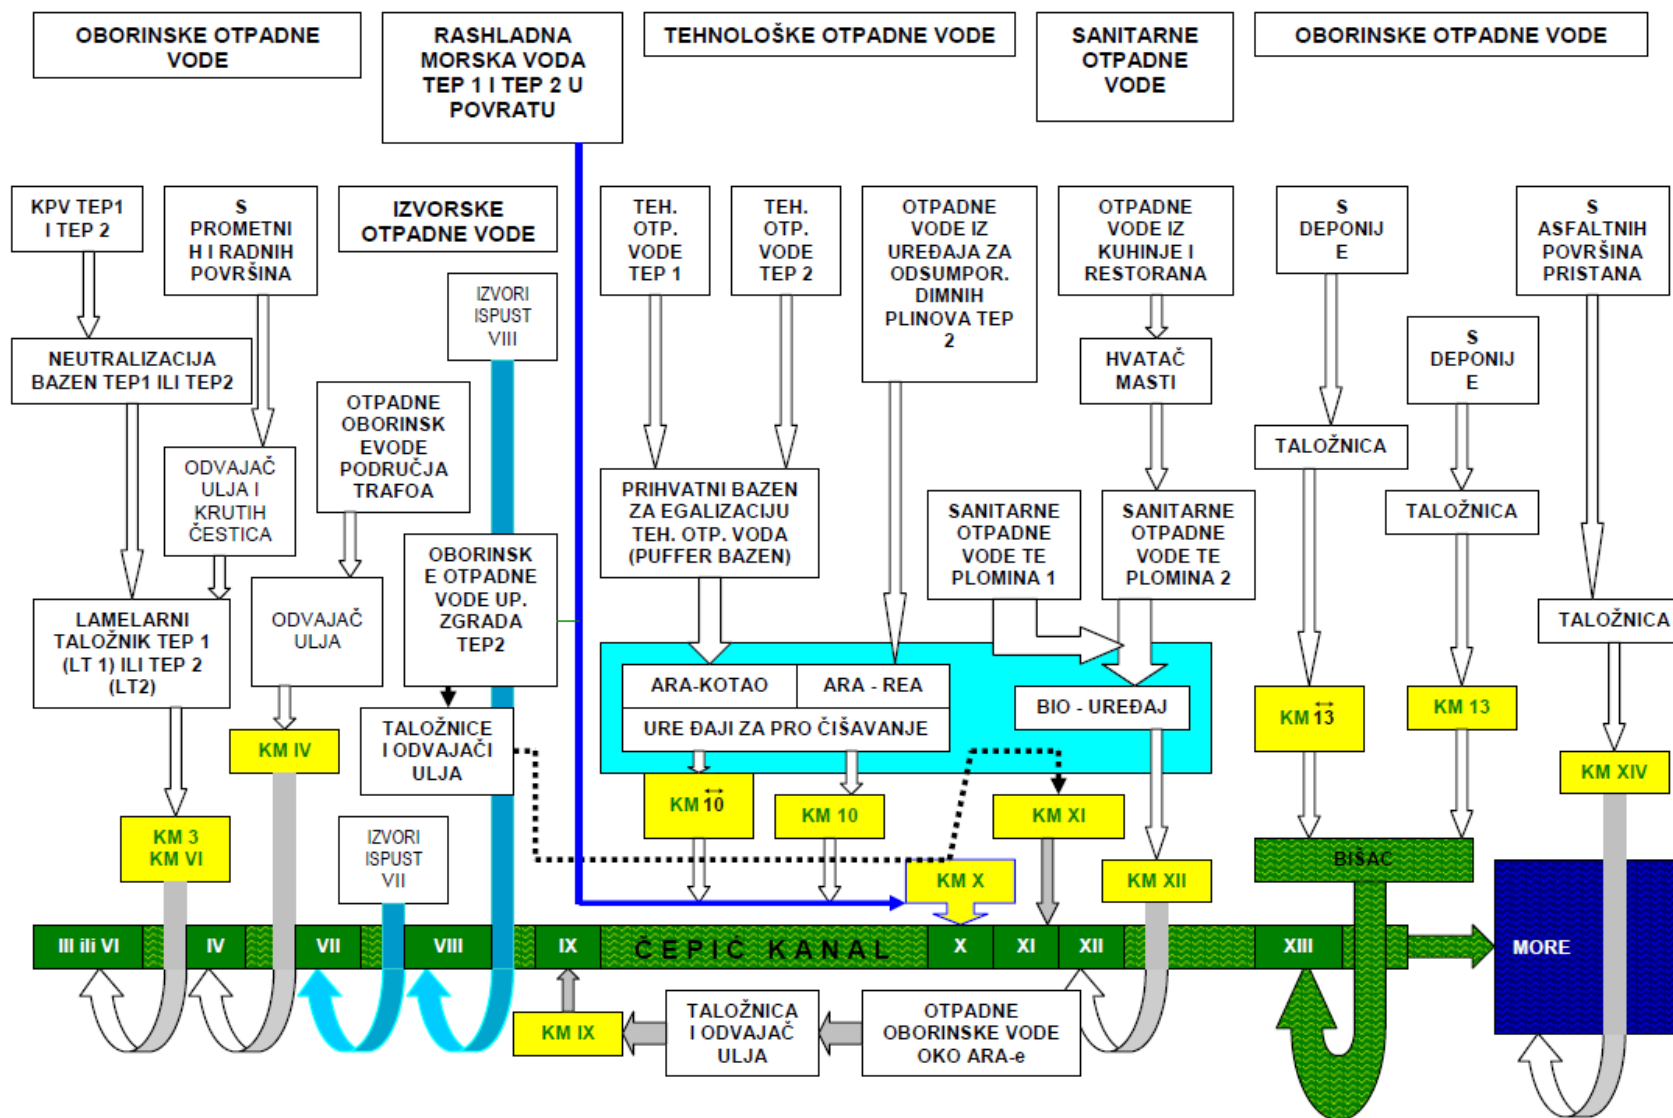 OBORINSKE OTPADNE
VODE
RASHLADNA
MORSKA VODA
TEP 1 I TEP 2 U
POVRATU
TEHNOLOŠKE OTPADNE VODE
SANITARNE
OTPADNE
VODE
OBORINSKE OTPADNE VODE
KPV TEP1
I TEP 2
S
PROMETNI
H I RADNIH
POVRŠINA
IZVORSKE
OTPADNE VODE
TEH.
OTP.
VODE
TEP 1
TEH.
OTP.
VODE
TEP 2
OTPADNE
VODE IZ
UREĐAJA ZA
ODSUMPOR.
DIMNIH
PLINOVA TEP
2
OTPADNE
VODE IZ
KUHINJE I
RESTORANA
S
DEPONIJ
E
S
ASFALTNIH
POVRŠINA
PRISTANA
IZVORI
ISPUST
VIII
NEUTRALIZACIJA
BAZEN TEP1 ILI TEP2
HVATAČ
MASTI
S
DEPONIJ
E
OTPADNE
OBORINSK
EVODE
PODRUČJA
TRAFOA
TALOŽNICA
ODVAJAČ
ULJA I
KRUTIH
ČESTICA
PRIHVATNI BAZEN
ZA EGALIZACIJU
TEH. OTP. VODA
(PUFFER BAZEN)
SANITARNE
OTPADNE
VODE TE
PLOMINA 1
SANITARNE
OTPADNE
VODE TE
PLOMINA 2
TALOŽNICA
OBORINSK
E OTPADNE
VODE UP.
ZGRADA
TEP2
LAMELARNI
TALOŽNIK TEP 1
(LT 1) ILI TEP 2
(LT2)
ODVAJAČ
ULJA
TALOŽNICA
ARA-KOTAO
ARA - REA
BIO - UREĐAJ
KM ↔13
KM 13
TALOŽNICE
I ODVAJAČI
ULJA
URE ĐAJI ZA PRO ČIŠAVANJE
KM IV
KM XIV
KM ↔10
KM 10
KM XI
KM 3
KM VI
IZVORI
ISPUST
VII
BIŠAC
KM X
KM XII
III ili VI
IV
VII
VIII
IX
ČEPIĆ KANAL
X
XI
XII
XIII
MORE
KM IX
TALOŽNICA
I ODVAJAČ
ULJA
OTPADNE
OBORINSKE VODE
OKO ARA-e